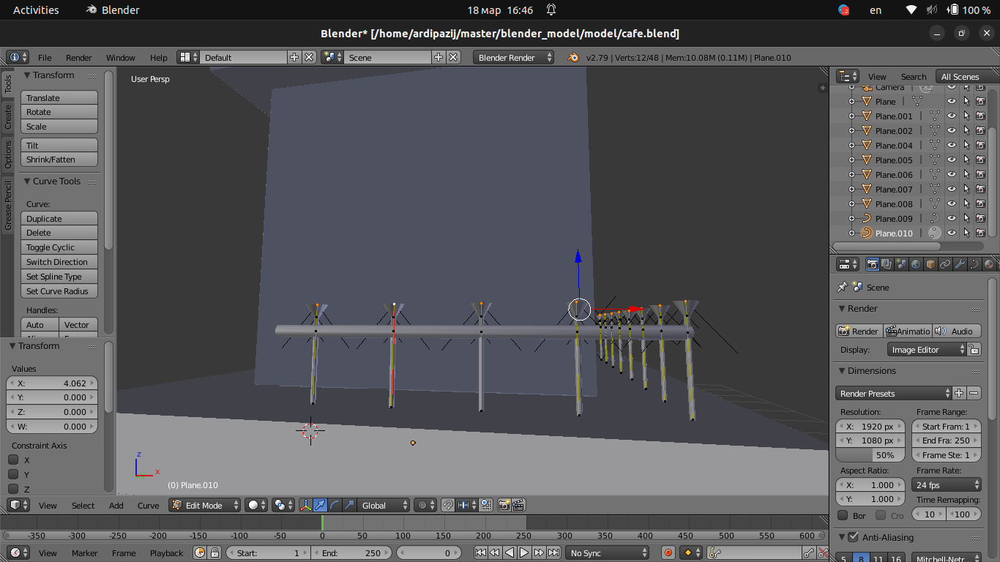 Activities Blender 18 мар 16:46 2 en 100 %
Blender* [/home/ardipazij/master/blender_model/model/cafe.blend]
File Render Window Help Default Scene Blender Render v2.79 | Verts:12/48 | Mem:10.08M (0.11M) | Plane.010
Tools
Create
Options
Grease Pencil
Transform
Translate
Rotate
Scale
Tilt
Shrink/Fatten
Curve Tools
Curve:
Duplicate
Delete
Toggle Cyclic
Switch Direction
Set Spline Type
Set Curve Radius
Handles:
Auto Vector
Transform
Values
X: 4.062
Y: 0.000
Z: 0.000
W: 0.000
Constraint Axis
X
Y
Z
User Persp
z
x
(0) Plane.010
View Select Add Curve Edit Mode Global
-350 -300 -250 -200 -150 -100 -50 0 50 100 150 200 250 300 350 400 450 500 550 600
View Marker Frame Playback Start: 1 End: 250 0 No Sync
View Search All Scenes
Camera
Plane
Plane.001
Plane.002
Plane.004
Plane.005
Plane.006
Plane.007
Plane.008
Plane.009
Plane.010
Scene
Render
Render Animatio Audio
Display: Image Editor
Dimensions
Render Presets
Resolution: Frame Range:
X: 1920 px Start Fram: 1
Y: 1080 px End Fra: 250
50% Frame Ste: 1
Aspect Ratio: Frame Rate:
X: 1.000 24 fps
Y: 1.000 Time Remapping:
Bor Cro 10 100
Anti-Aliasing
5 8 11 16 Mitchell-Netr...